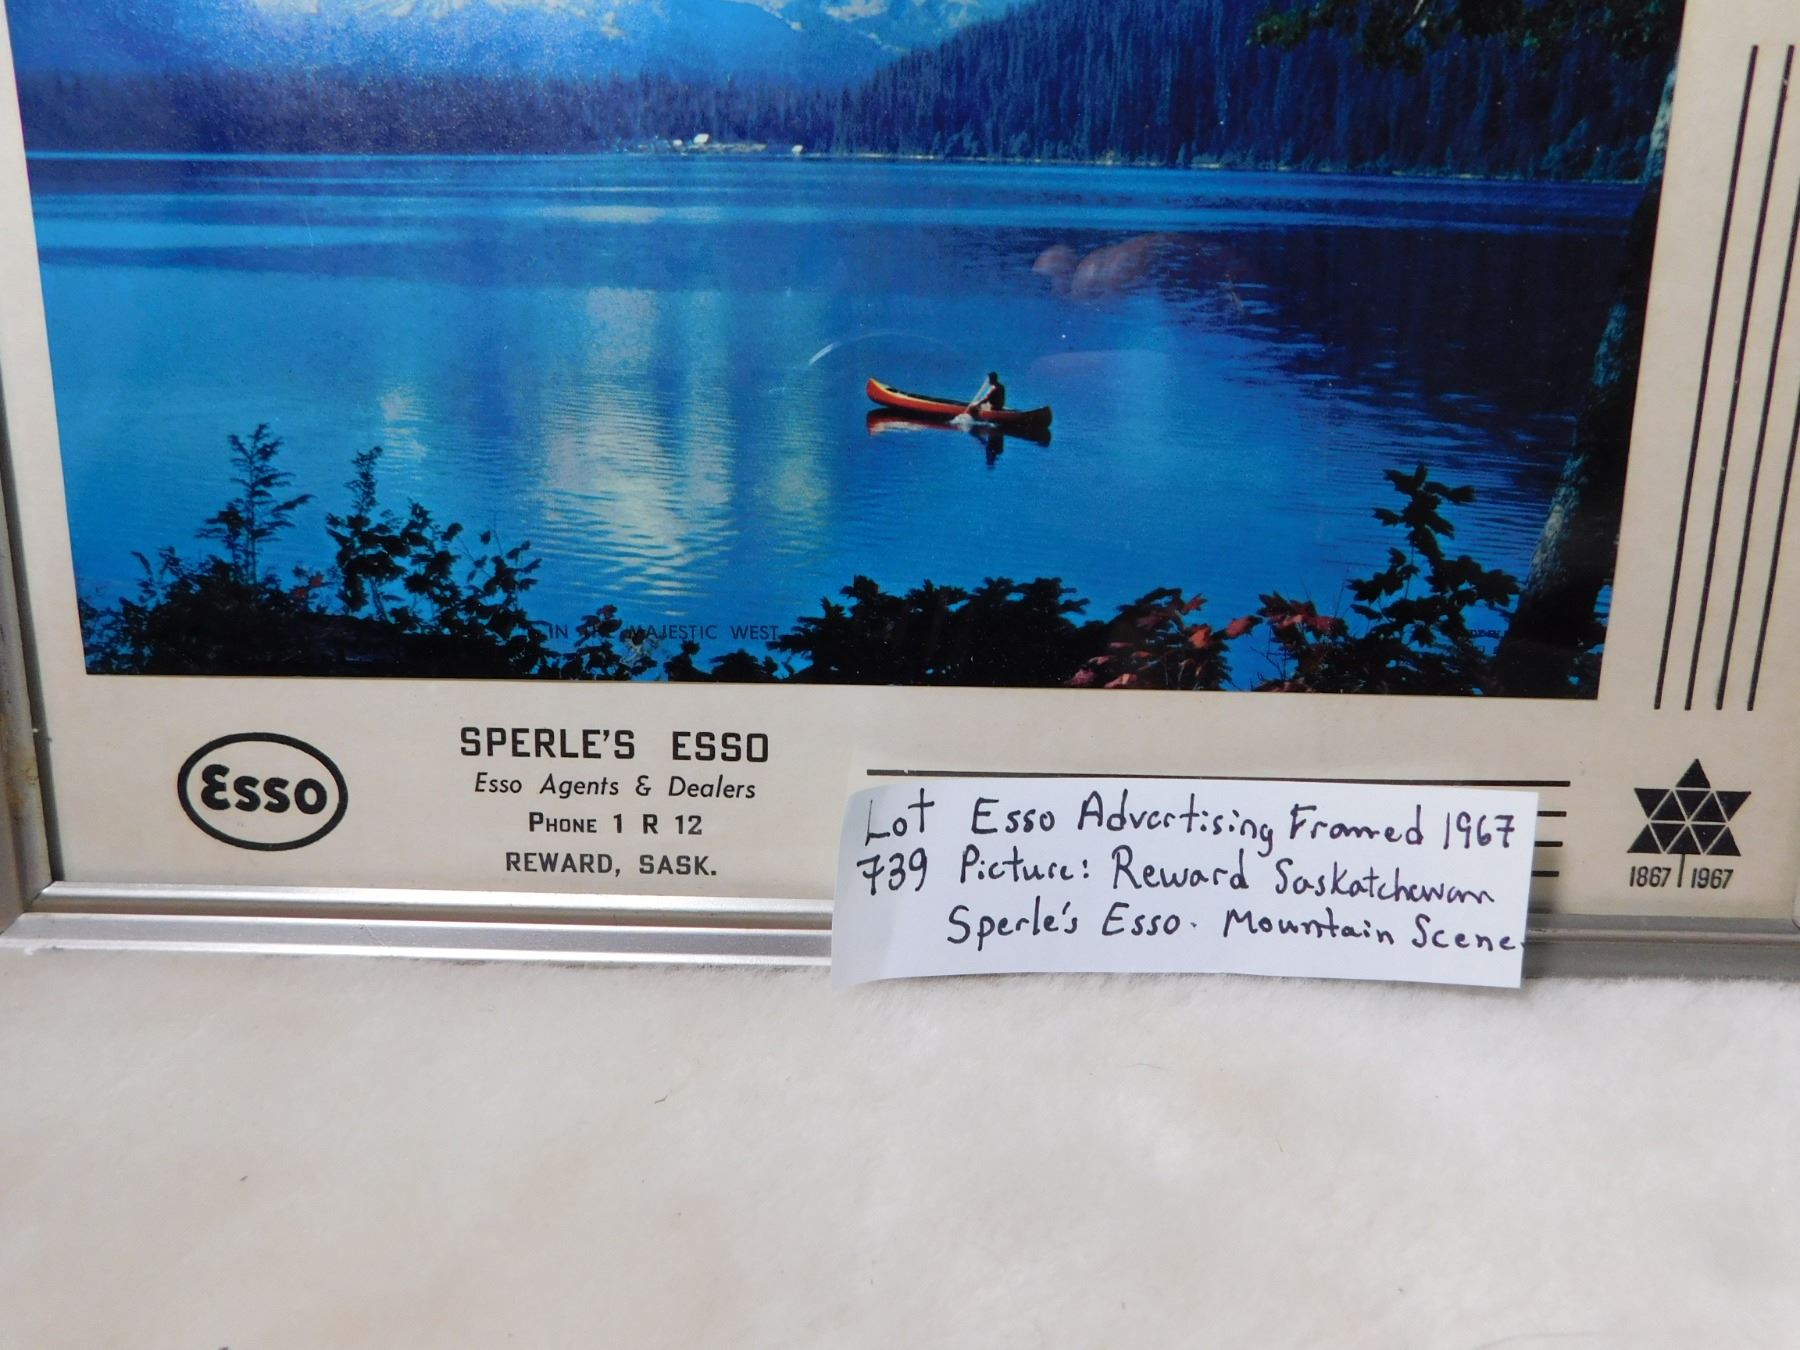 IN THE MAJESTIC WEST
Esso
SPERLE'S ESSO
Esso Agents & Dealers
PHONE 1 R 12
REWARD, SASK.
Lot Esso Advertising Framed 1967
739 Picture: Reward Saskatchewan
Sperle's Esso. Mountain Scene.
1867 1967